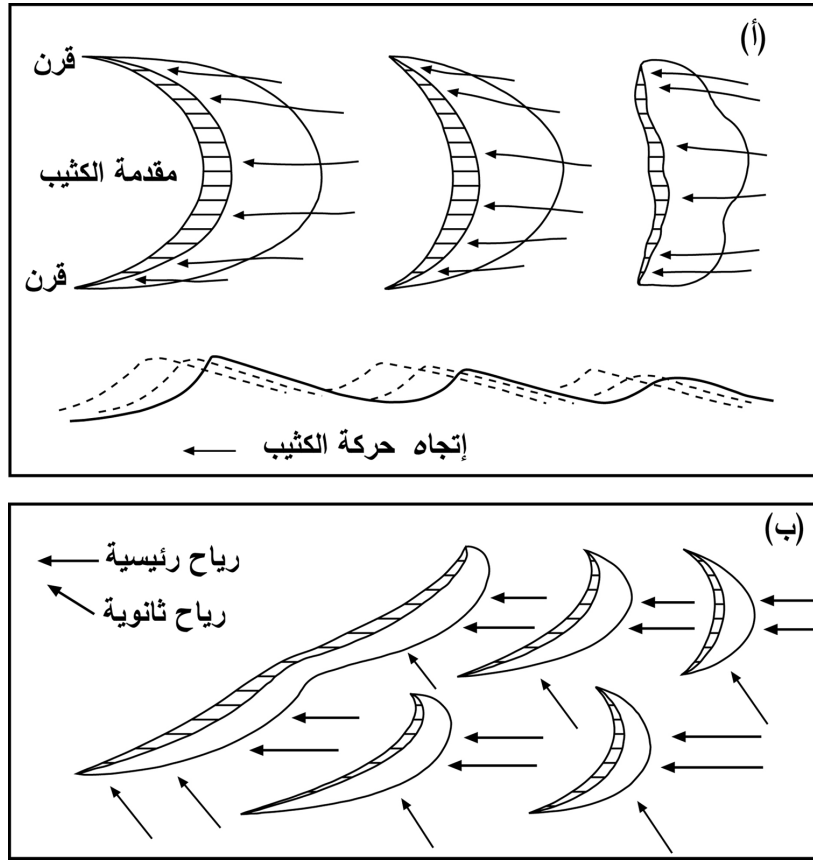 (أ)
قرن
مقدمة الكثيب
قرن
إتجاه حركة الكثيب
(ب)
رياح رئيسية
رياح ثانوية